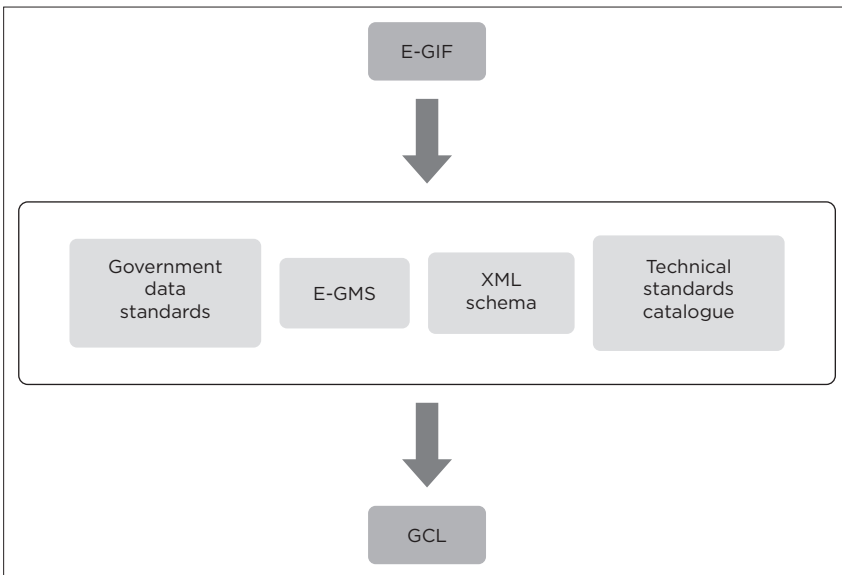 E-GIF
Government
data
standards
E-GMS
XML
schema
Technical
standards
catalogue
GCL